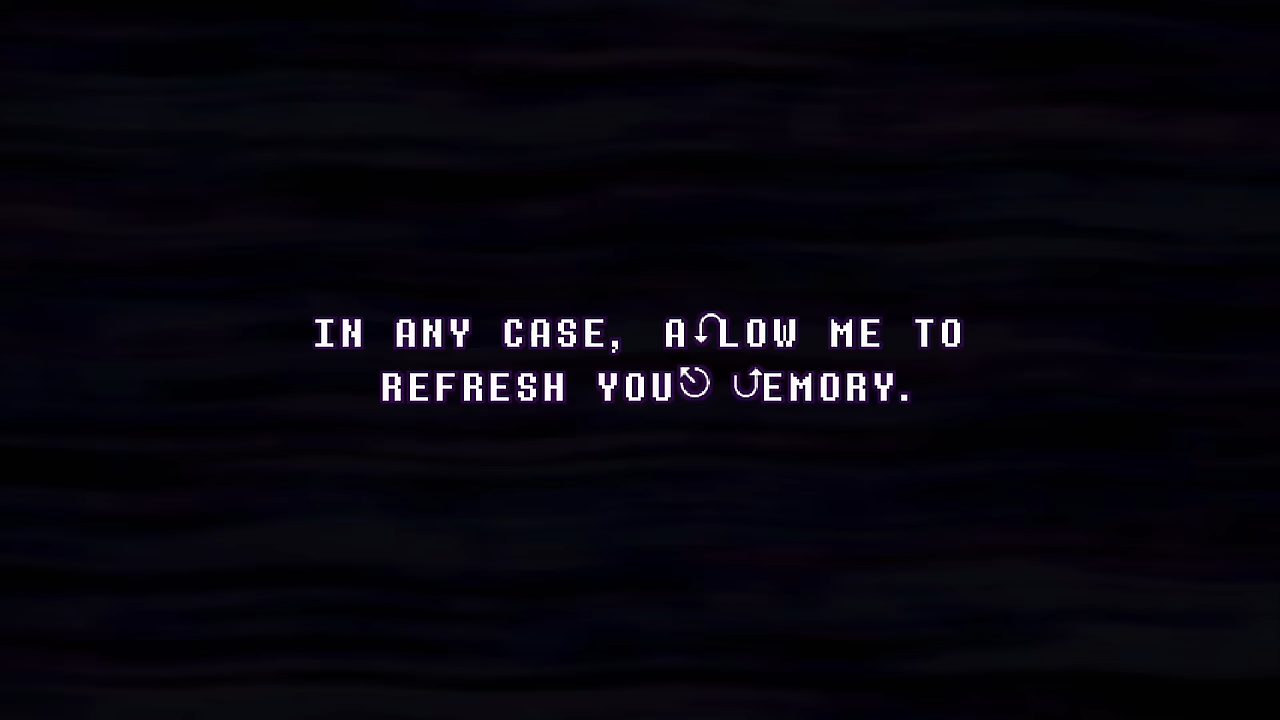 IN ANY CASE, A⤵LOW ME TO
REFRESH YOU⎋ ⤴EMORY.